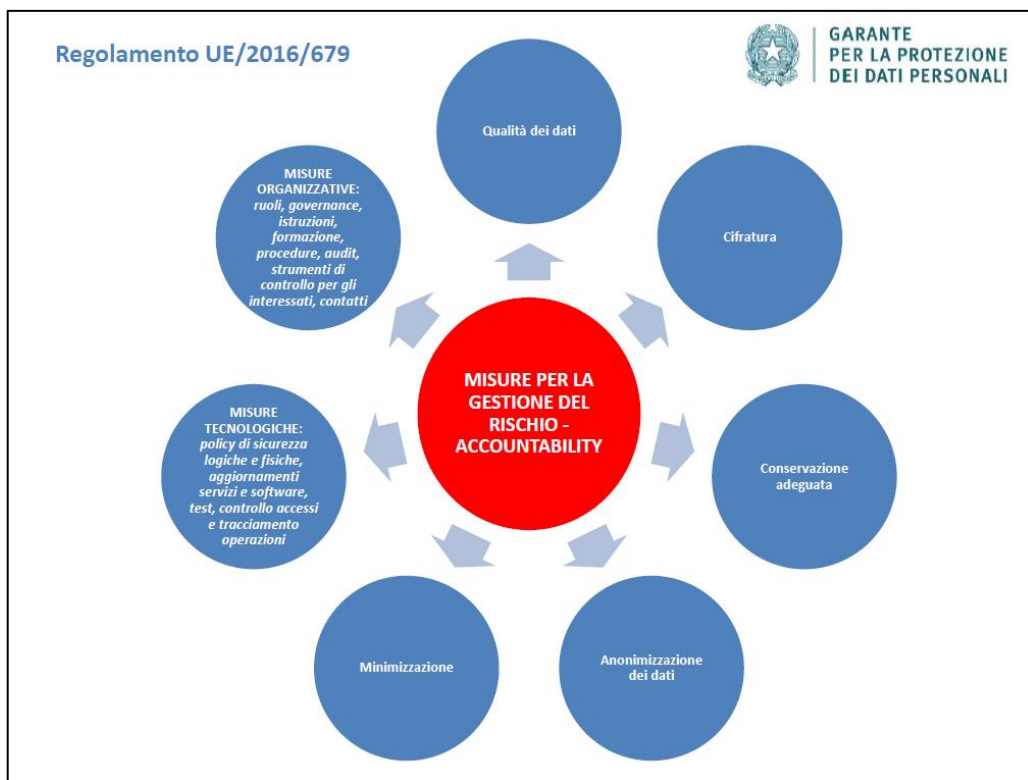 Regolamento UE/2016/679
GARANTE
PER LA PROTEZIONE
DEI DATI PERSONALI
Qualità dei dati
MISURE
ORGANIZZATIVE:
ruoli, governance,
istruzioni,
formazione,
procedure, audit,
strumenti di
controllo per gli
interessati, contatti
Cifratura
MISURE PER LA
GESTIONE DEL
RISCHIO -
ACCOUNTABILITY
MISURE
TECNOLOGICHE:
policy di sicurezza
logiche e fisiche,
aggiornamenti
servizi e software,
test, controllo accessi
e tracciamento
operazioni
Conservazione
adeguata
Minimizzazione
Anonimizzazione
dei dati